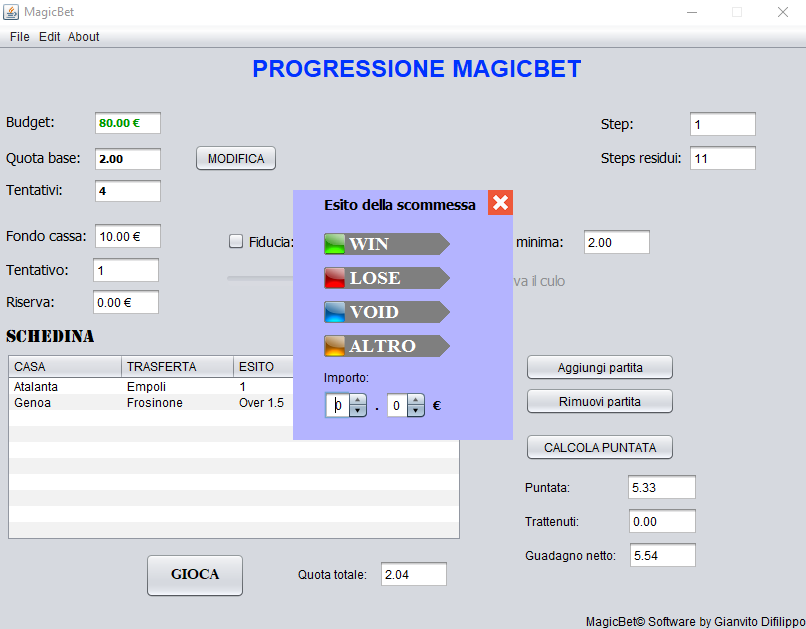 MagicBet
File Edit About
PROGRESSIONE MAGICBET
Budget: 80.00 €
Step: 1
Quota base: 2.00 MODIFICA
Steps residui: 11
Tentativi: 4
Esito della scommessa
Fondo cassa: 10.00 €
Fiducia:
WIN
minima: 2.00
Tentativo: 1
LOSE
va il culo
Riserva: 0.00 €
VOID
SCHEDINA
ALTRO
CASA TRASFERTA ESITO
Importo:
Aggiungi partita
Atalanta Empoli 1
Genoa Frosinone Over 1.5
0 . 0 €
Rimuovi partita
CALCOLA PUNTATA
Puntata: 5.33
Trattenuti: 0.00
Guadagno netto: 5.54
GIOCA
Quota totale: 2.04
MagicBet© Software by Gianvito Difilippo